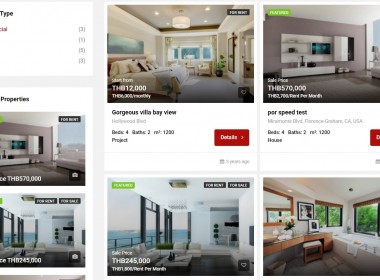 Type
cial
(3)
(1)
(5)
(5)
Properties
FOR RENT
ce THB570,000
FEATURED
FOR RENT
FOR SALE
ce THB245,000
FOR RENT
Start from
THB12,000
THB6,000/monthly
Gorgeous villa bay view
Hollywood Blvd
Beds: 4 Baths: 2 m²: 1200
Project
Details ›
3 years ago
FEATURED
FOR RENT
FOR SALE
Sale Price
THB245,000
THB1,800/Rent Per Month
FEATURED
Sale Price
THB570,000
THB2,700/Rent Per Month
por speed test
Miramonte Blvd, Florence-Graham, CA, USA
Beds: 4 Baths: 2 m²: 1200
House